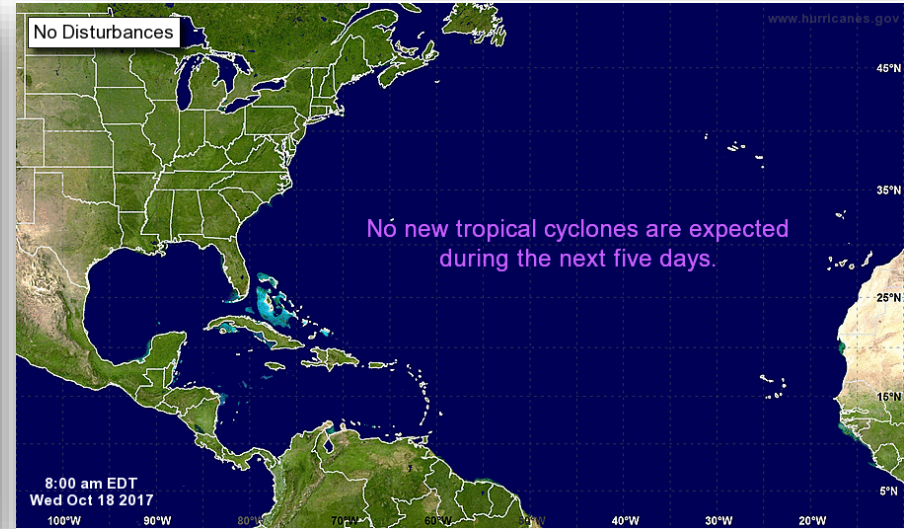 No Disturbances
www.hurricanes.gov
45°N
35°N
No new tropical cyclones are expected
during the next five days.
25°N
15°N
8:00 am EDT
Wed Oct 18 2017
5°N
100°W 90°W 80°W 70°W 60°W 50°W 40°W 30°W 20°W